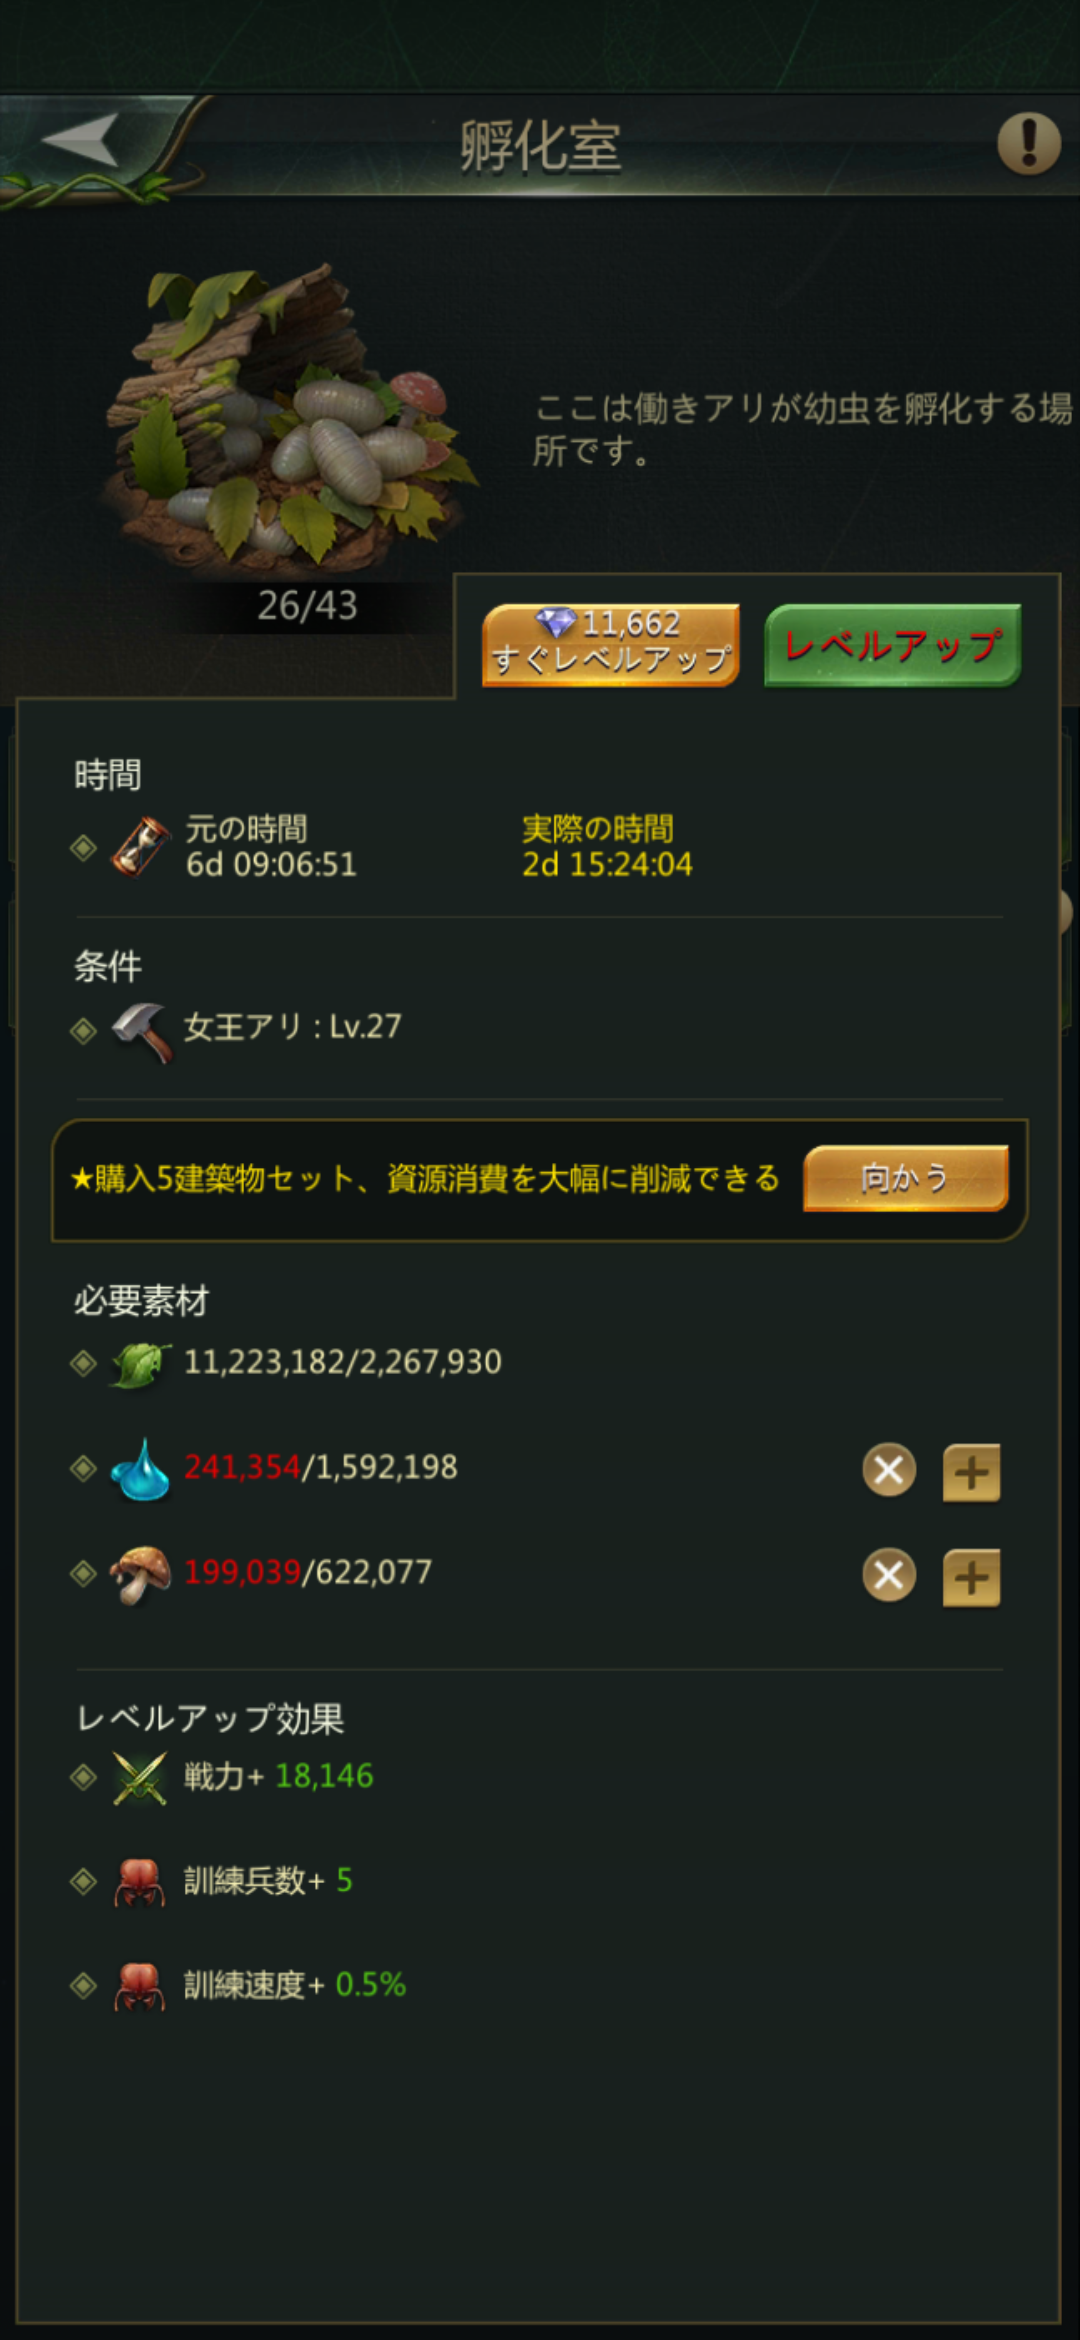 孵化室
ここは働きアリが幼虫を孵化する場
所です。
26/43
11,662
すぐレベルアップ
レベルアップ
時間
元の時間
6d 09:06:51
実際の時間
2d 15:24:04
条件
女王アリ : Lv.27
★購入5建築物セット、資源消費を大幅に削減できる
向かう
必要素材
11,223,182/2,267,930
241,354/1,592,198
199,039/622,077
レベルアップ効果
戦力+ 18,146
訓練兵数+ 5
訓練速度+ 0.5%